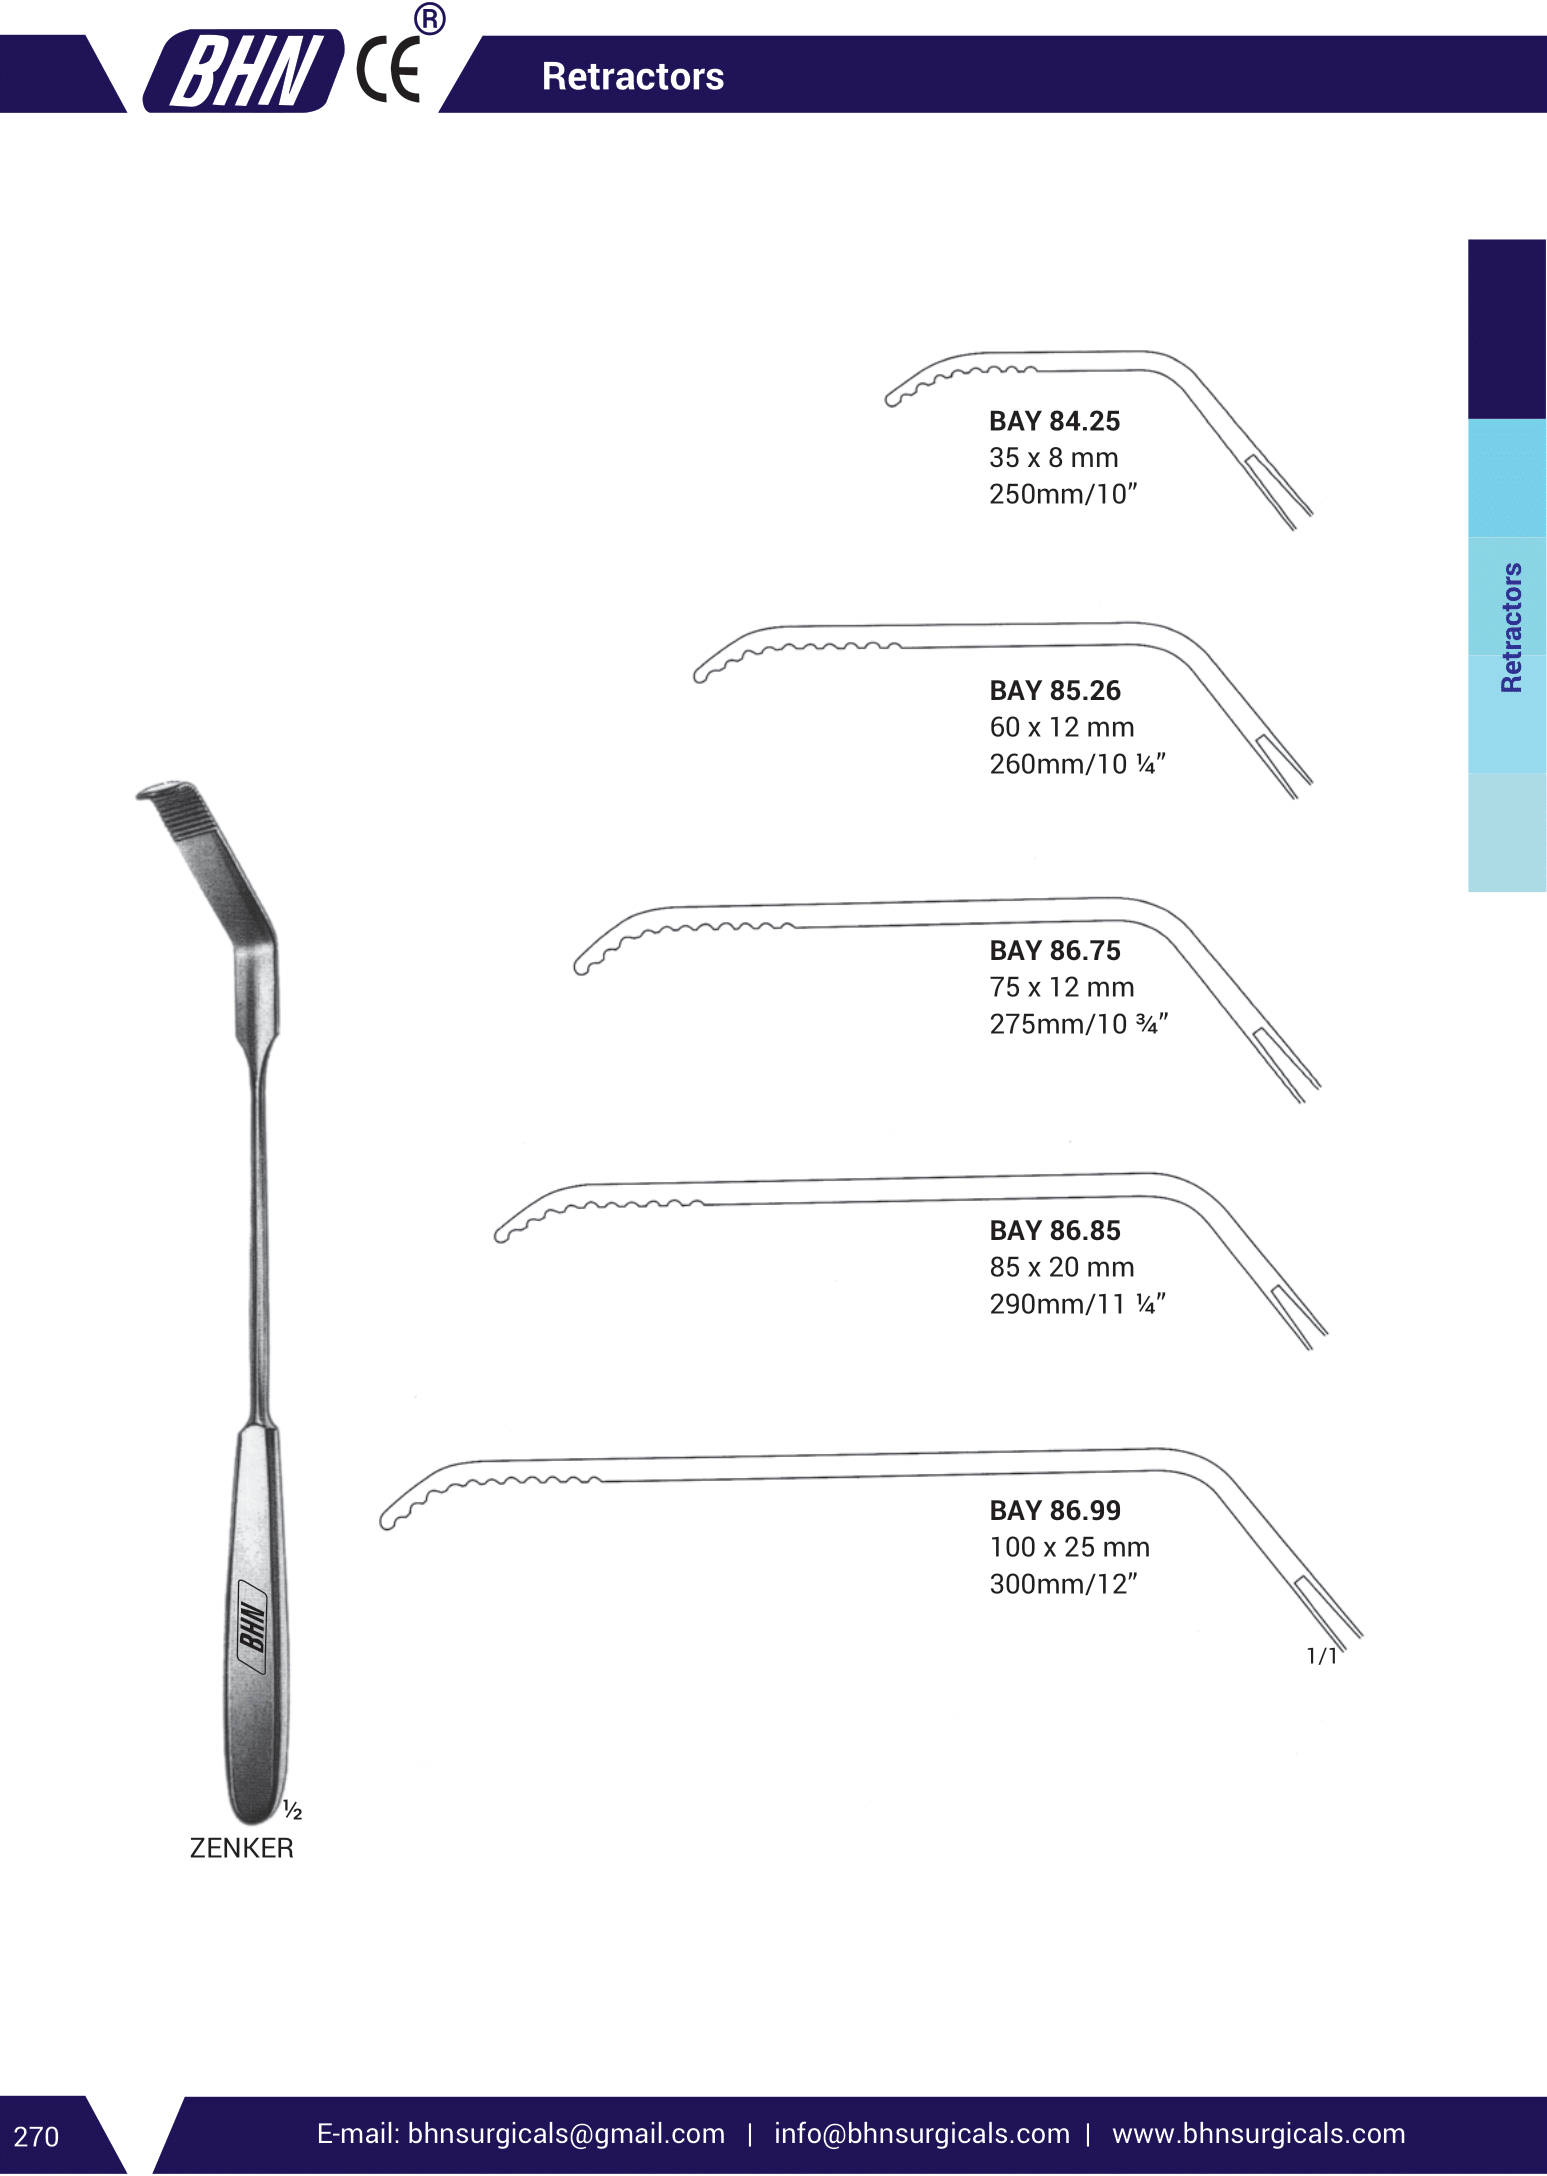 BHN CE ®
Retractors
BAY 84.25
35 x 8 mm
250mm/10”
Retractors
BAY 85.26
60 x 12 mm
260mm/10 ¼”
BAY 86.75
75 x 12 mm
275mm/10 ¾”
BAY 86.85
85 x 20 mm
290mm/11 ¼”
BAY 86.99
100 x 25 mm
300mm/12”
1/1
BHN
½
ZENKER
270
E-mail: bhnsurgicals@gmail.com | info@bhnsurgicals.com | www.bhnsurgicals.com